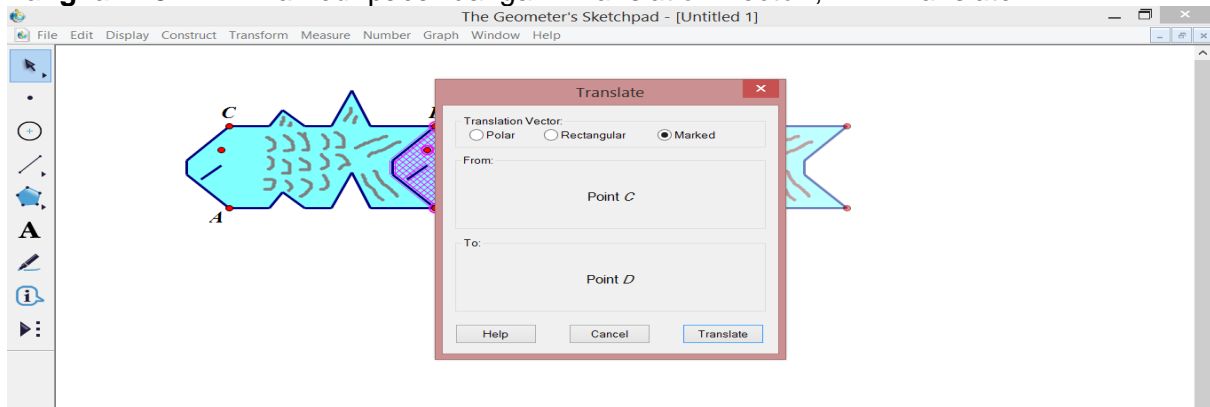 The Geometer's Sketchpad - [Untitled 1]
File Edit Display Construct Transform Measure Number Graph Window Help
Translate
Translation Vector:
Polar Rectangular Marked
From:
Point C
To:
Point D
Help Cancel Translate
C
A
A